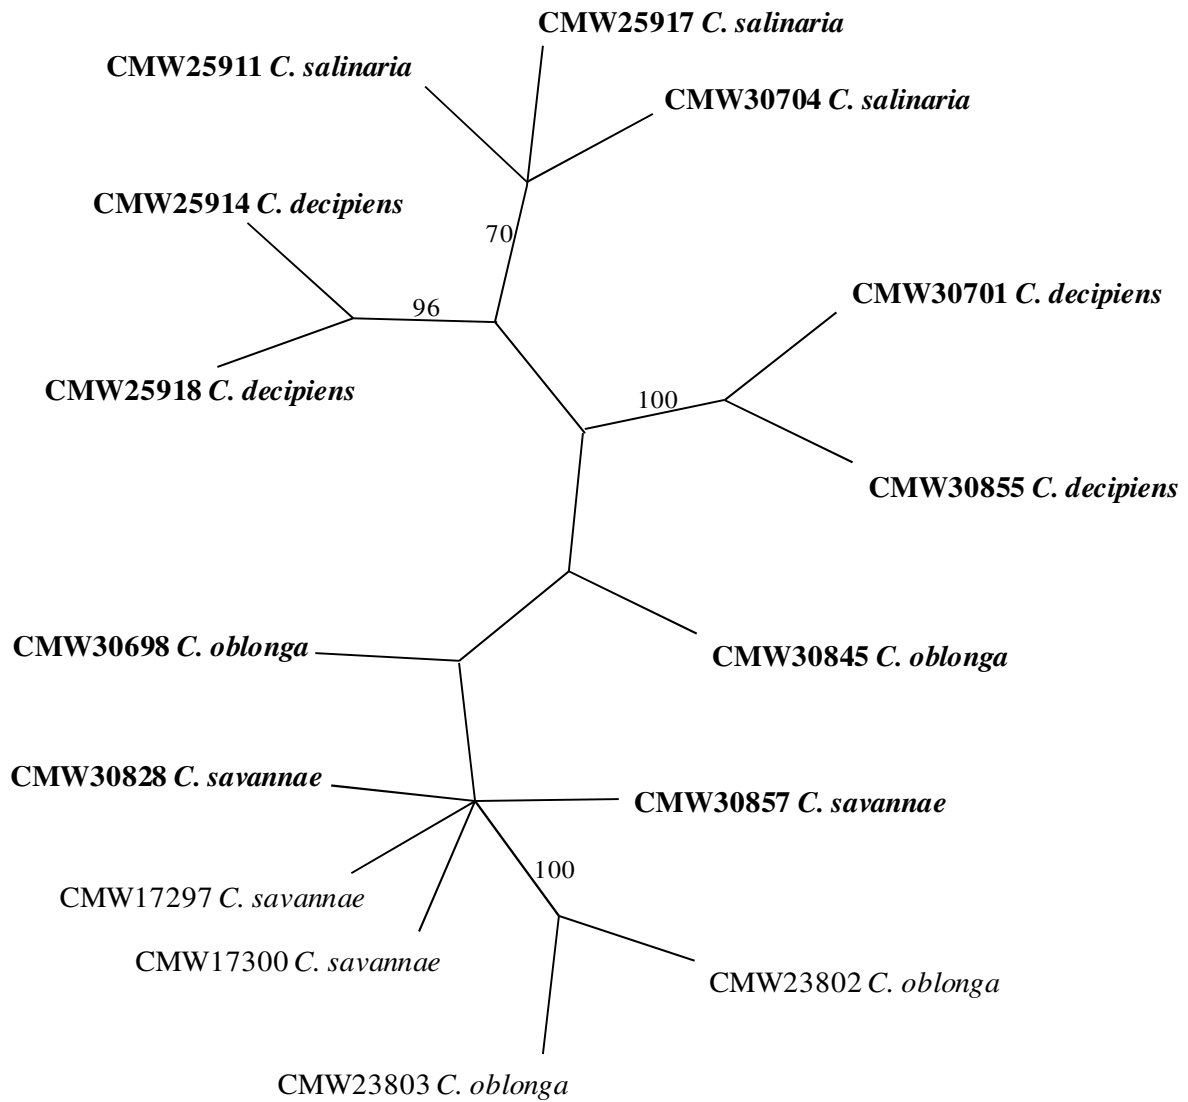 CMW25917 C. salinaria
CMW25911 C. salinaria
CMW30704 C. salinaria
CMW25914 C. decipiens
70
CMW30701 C. decipiens
96
CMW25918 C. decipiens
100
CMW30855 C. decipiens
CMW30698 C. oblonga
CMW30845 C. oblonga
CMW30828 C. savannae
CMW30857 C. savannae
100
CMW17297 C. savannae
CMW17300 C. savannae
CMW23802 C. oblonga
CMW23803 C. oblonga